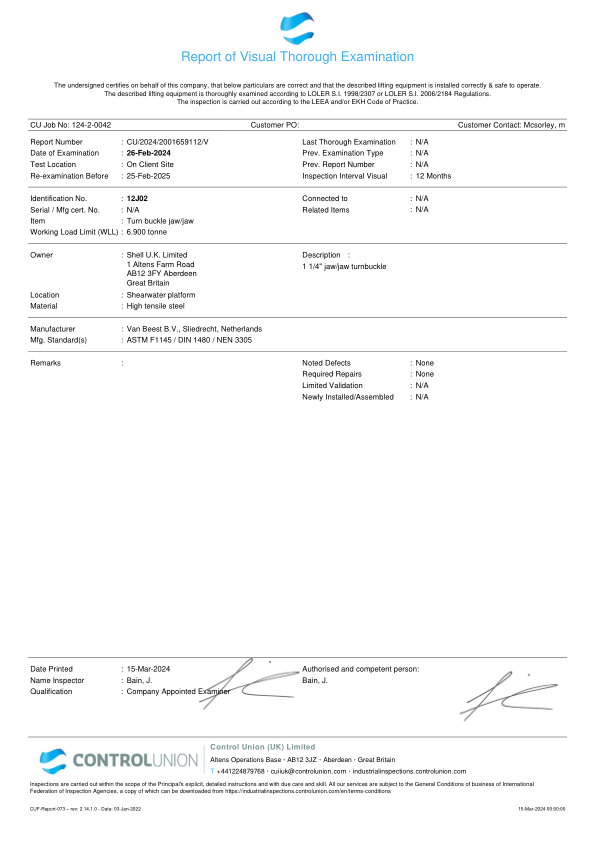 Report of Visual Thorough Examination
The undersigned certifies on behalf of this company, that below particulars are correct and that the described lifting equipment is installed correctly & safe to operate.
The described lifting equipment is thoroughly examined according to LOLER S.I. 1998/2307 or LOLER S.I. 2006/2184 Regulations.
The inspection is carried out according to the LEEA and/or EKH Code of Practice.
CU Job No: 124-2-0042 Customer PO: Customer Contact: Mcsorley, m
Report Number : CU/2024/2001659112/V Last Thorough Examination : N/A
Date of Examination : 26-Feb-2024 Prev. Examination Type : N/A
Test Location : On Client Site Prev. Report Number : N/A
Re-examination Before : 25-Feb-2025 Inspection Interval Visual : 12 Months
Identification No. : 12J02 Connected to : N/A
Serial / Mfg cert. No. : N/A Related Items : N/A
Item : Turn buckle jaw/jaw
Working Load Limit (WLL) : 6.900 tonne
Owner : Shell U.K. Limited Description :
1 Altens Farm Road 1 1/4" jaw/jaw turnbuckle
AB12 3FY Aberdeen
Great Britain
Location : Shearwater platform
Material : High tensile steel
Manufacturer : Van Beest B.V., Sliedrecht, Netherlands
Mfg. Standard(s) : ASTM F1145 / DIN 1480 / NEN 3305
Remarks : Noted Defects : None
Required Repairs : None
Limited Validation : N/A
Newly Installed/Assembled : N/A
Date Printed : 15-Mar-2024 Authorised and competent person:
Name Inspector : Bain, J. Bain, J.
Qualification : Company Appointed Examiner
CONTROLUNION
Control Union (UK) Limited
Altens Operations Base - AB12 3JZ - Aberdeen - Great Britain
T +441224879768 - cuiiuk@controlunion.com - industrialinspections.controlunion.com
Inspections are carried out within the scope of the Principal's explicit, detailed instructions and with due care and skill. All our services are subject to the General Conditions of business of International
Federation of Inspection Agencies, a copy of which can be downloaded from https://industrialinspections.controlunion.com/en/terms-conditions
CUF-Report-073 – rev: 2.14.1.0 - Date: 03-Jun-2022 15-Mar-2024 00:00:00